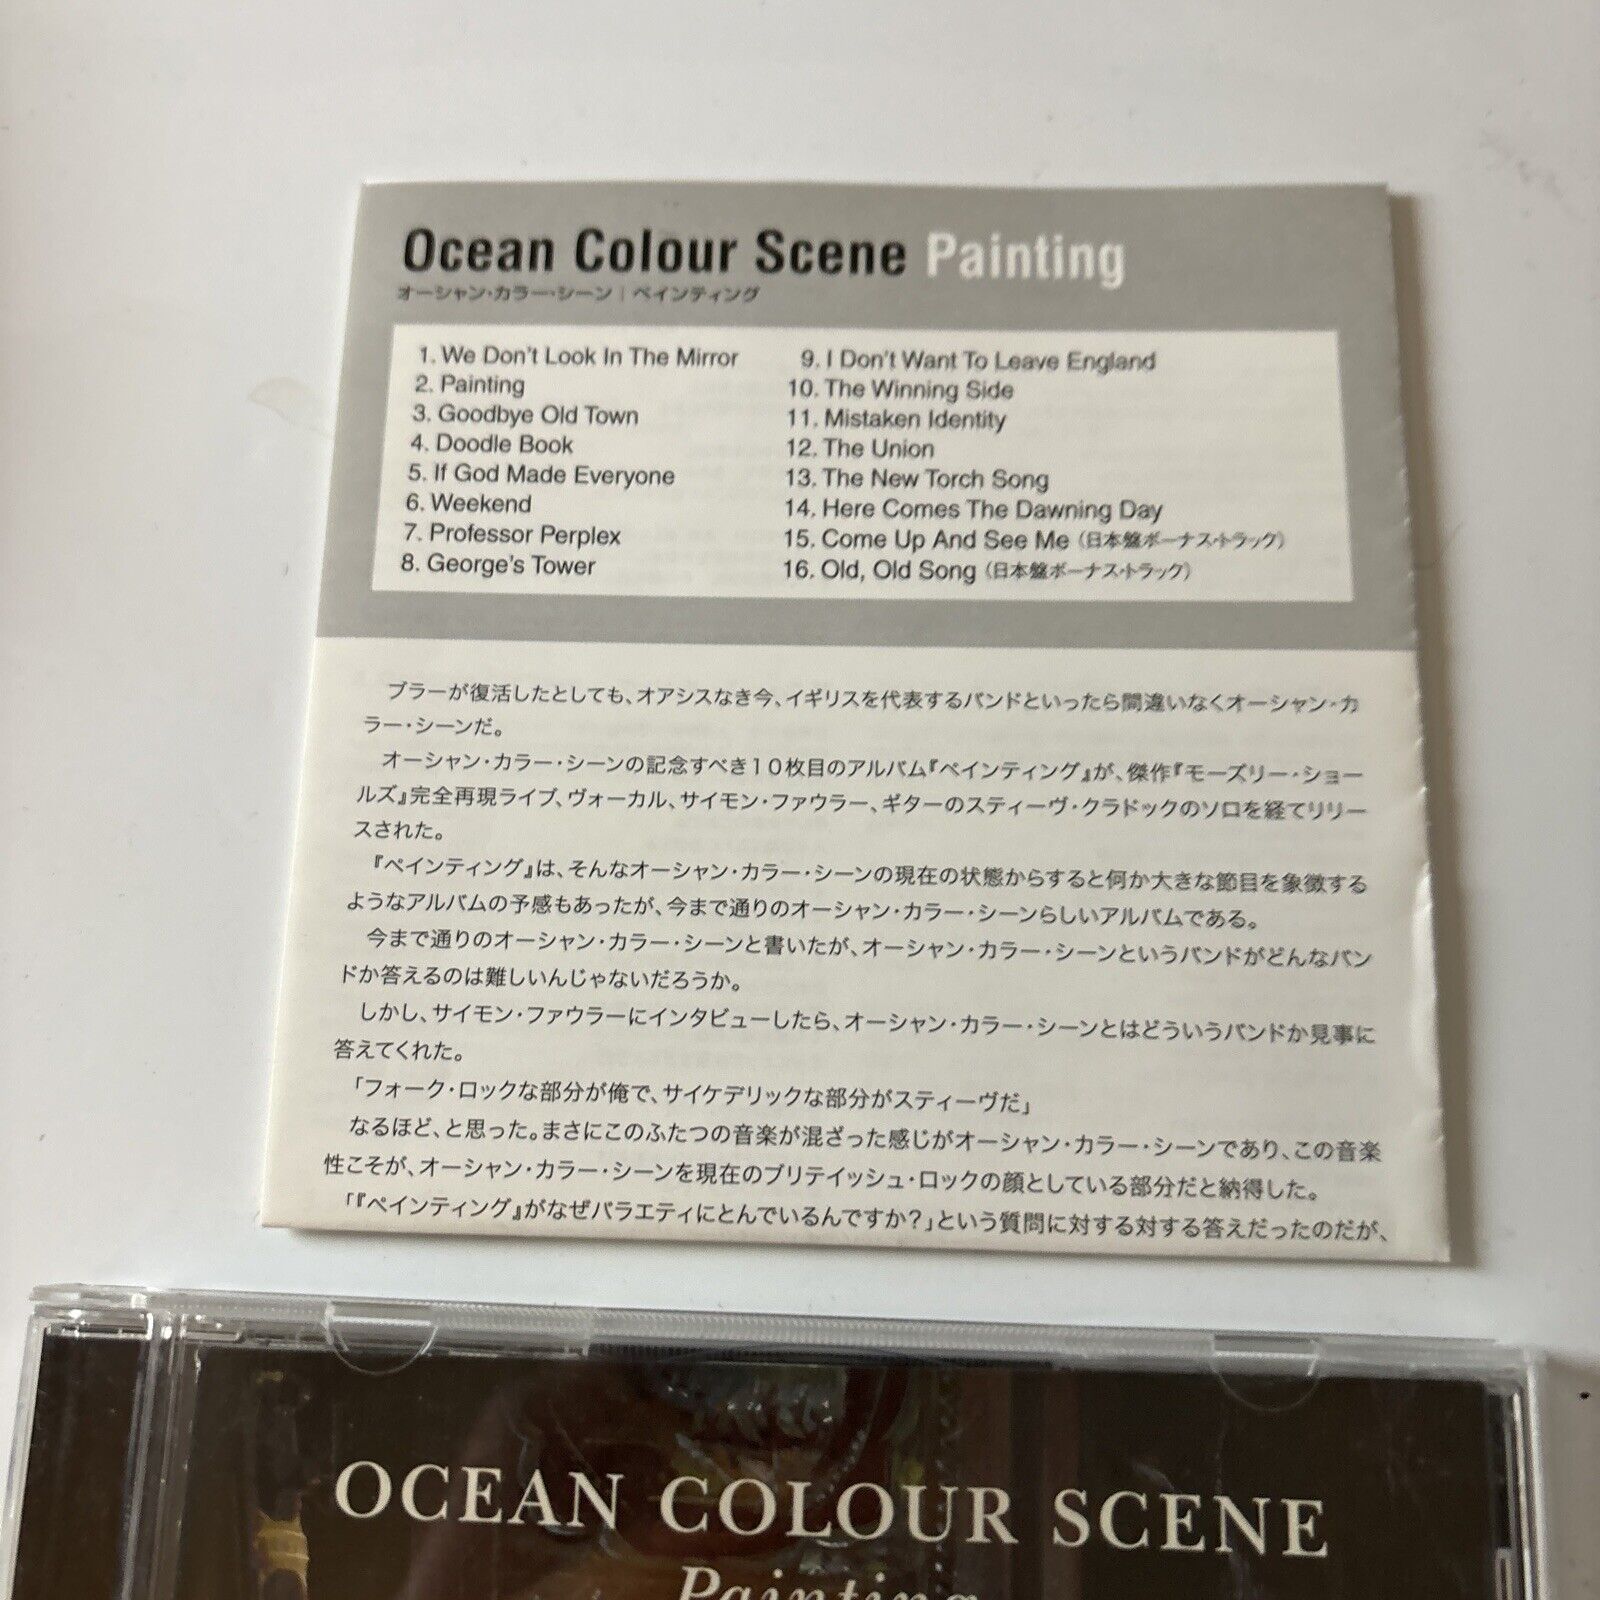 Ocean Colour Scene Painting
オーシャン・カラー・シーン｜ペインティング
1. We Don't Look In The Mirror
2. Painting
3. Goodbye Old Town
4. Doodle Book
5. If God Made Everyone
6. Weekend
7. Professor Perplex
8. George's Tower
9. I Don't Want To Leave England
10. The Winning Side
11. Mistaken Identity
12. The Union
13. The New Torch Song
14. Here Comes The Dawning Day
15. Come Up And See Me（日本盤ボーナス・トラック）
16. Old, Old Song（日本盤ボーナス・トラック）
ブラーが復活したとしても、オアシスなき今、イギリスを代表するバンドといったら間違いなくオーシャン・カ
ラー・シーンだ。
オーシャン・カラー・シーンの記念すべき１０枚目のアルバム『ペインティング』が、傑作『モーズリー・ショー
ルズ』完全再現ライブ、ヴォーカル、サイモン・ファウラー、ギターのスティーヴ・クラドックのソロを経てリリー
スされた。
『ペインティング』は、そんなオーシャン・カラー・シーンの現在の状態からすると何か大きな節目を象徴する
ようなアルバムの予感もあったが、今まで通りのオーシャン・カラー・シーンらしいアルバムである。
今まで通りのオーシャン・カラー・シーンと書いたが、オーシャン・カラー・シーンというバンドがどんなバン
ドか答えるのは難しいんじゃないだろうか。
しかし、サイモン・ファウラーにインタビューしたら、オーシャン・カラー・シーンとはどういうバンドか見事に
答えてくれた。
「フォーク・ロックな部分が俺で、サイケデリックな部分がスティーヴだ」
なるほど、と思った。まさにこのふたつの音楽が混ざった感じがオーシャン・カラー・シーンであり、この音楽
性こそが、オーシャン・カラー・シーンを現在のブリテイッシュ・ロックの顔としている部分だと納得した。
「『ペインティング』がなぜバラエティにとんでいるんですか？」という質問に対する対する答えだったのだが、
OCEAN COLOUR SCENE
Painting